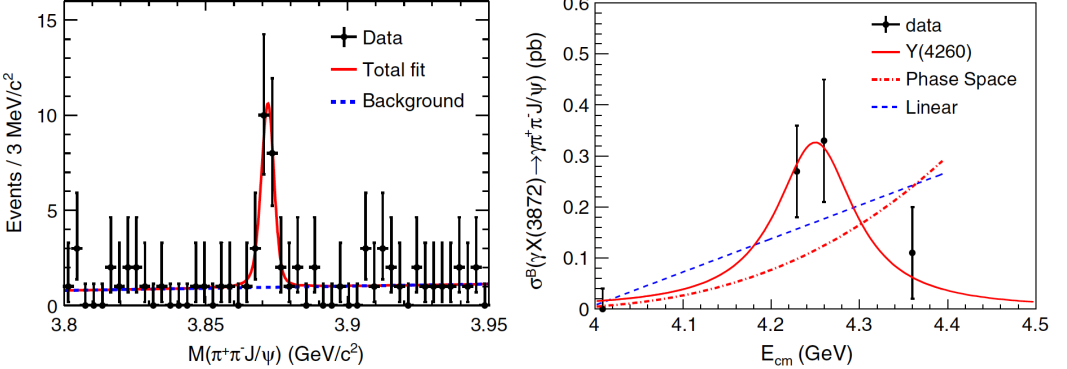 Events / 3 MeV/c²
15
10
5
0
Data
Total fit
Background
3.8
3.85
3.9
3.95
M(π⁺π⁻J/ψ) (GeV/c²)
σᴮ(γX(3872)→γπ⁺π⁻J/ψ) (pb)
0.6
0.5
0.4
0.3
0.2
0.1
0
data
Y(4260)
Phase Space
Linear
4
4.1
4.2
4.3
4.4
4.5
E_cm (GeV)